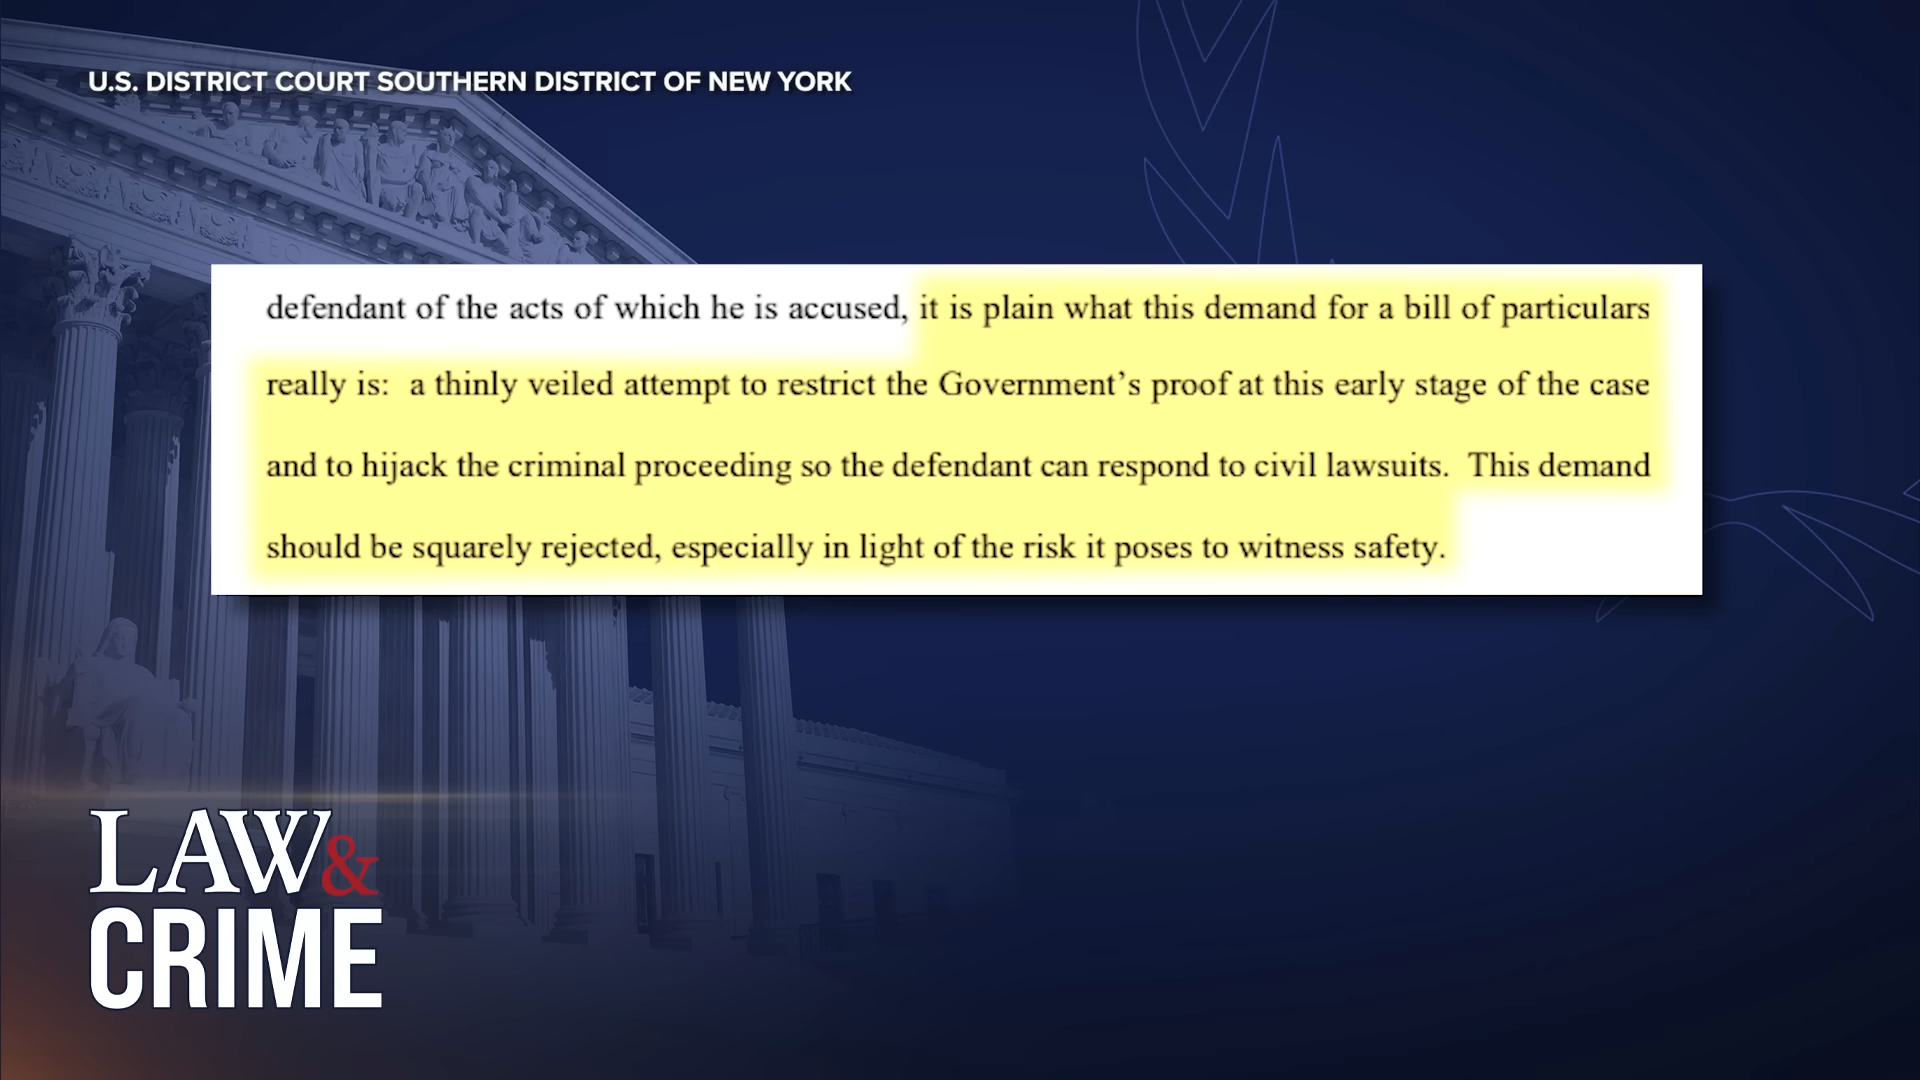 U.S. DISTRICT COURT SOUTHERN DISTRICT OF NEW YORK
defendant of the acts of which he is accused, it is plain what this demand for a bill of particulars
really is:  a thinly veiled attempt to restrict the Government’s proof at this early stage of the case
and to hijack the criminal proceeding so the defendant can respond to civil lawsuits.  This demand
should be squarely rejected, especially in light of the risk it poses to witness safety.
LAW&
CRIME